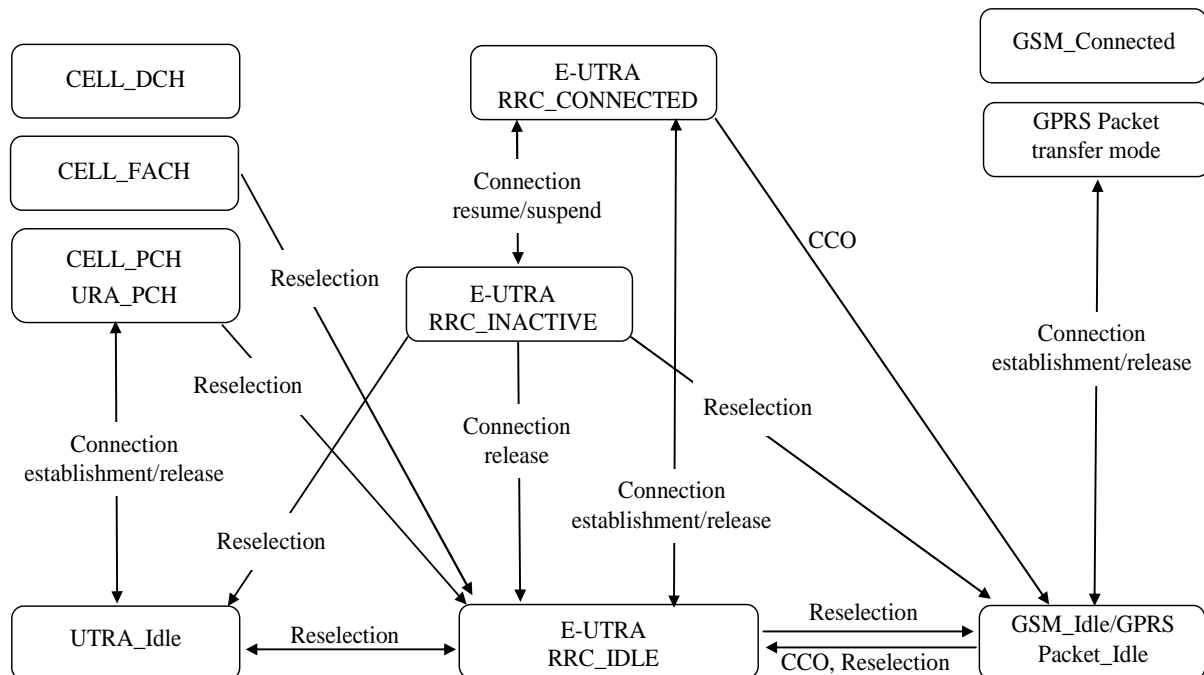 GSM_Connected
CELL_DCH
E-UTRA
RRC_CONNECTED
GPRS Packet
transfer mode
CELL_FACH
Connection
resume/suspend
CCO
CELL_PCH
URA_PCH
Reselection
E-UTRA
RRC_INACTIVE
Connection
establishment/release
Reselection
Reselection
Connection
release
Connection
establishment/release
Connection
establishment/release
Reselection
UTRA_Idle
Reselection
E-UTRA
RRC_IDLE
Reselection
CCO, Reselection
GSM_Idle/GPRS
Packet_Idle